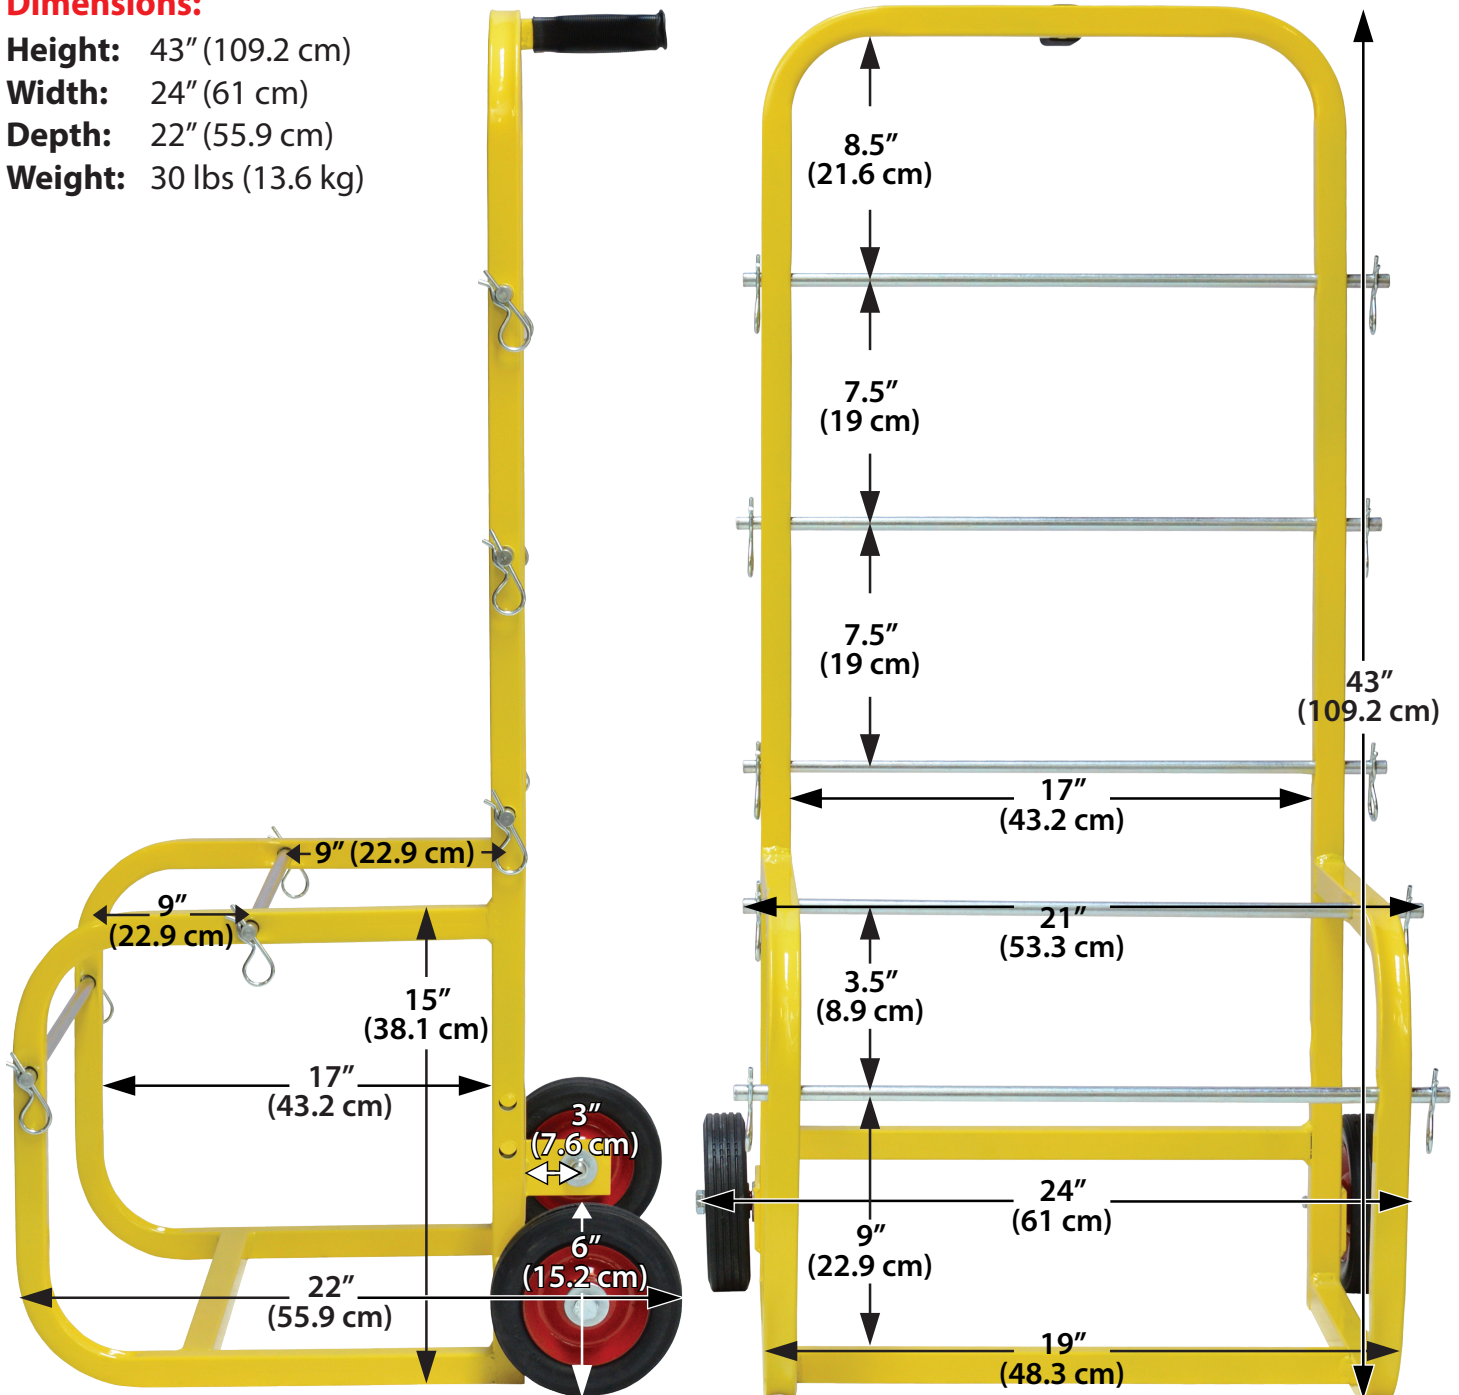 Dimensions:
Height: 43” (109.2 cm)
Width: 24” (61 cm)
Depth: 22” (55.9 cm)
Weight: 30 lbs (13.6 kg)
9” (22.9 cm)
9”
(22.9 cm)
15”
(38.1 cm)
17”
(43.2 cm)
3”
(7.6 cm)
6”
(15.2 cm)
22”
(55.9 cm)
8.5”
(21.6 cm)
7.5”
(19 cm)
7.5”
(19 cm)
43”
(109.2 cm)
17”
(43.2 cm)
21”
(53.3 cm)
3.5”
(8.9 cm)
24”
(61 cm)
9”
(22.9 cm)
19”
(48.3 cm)